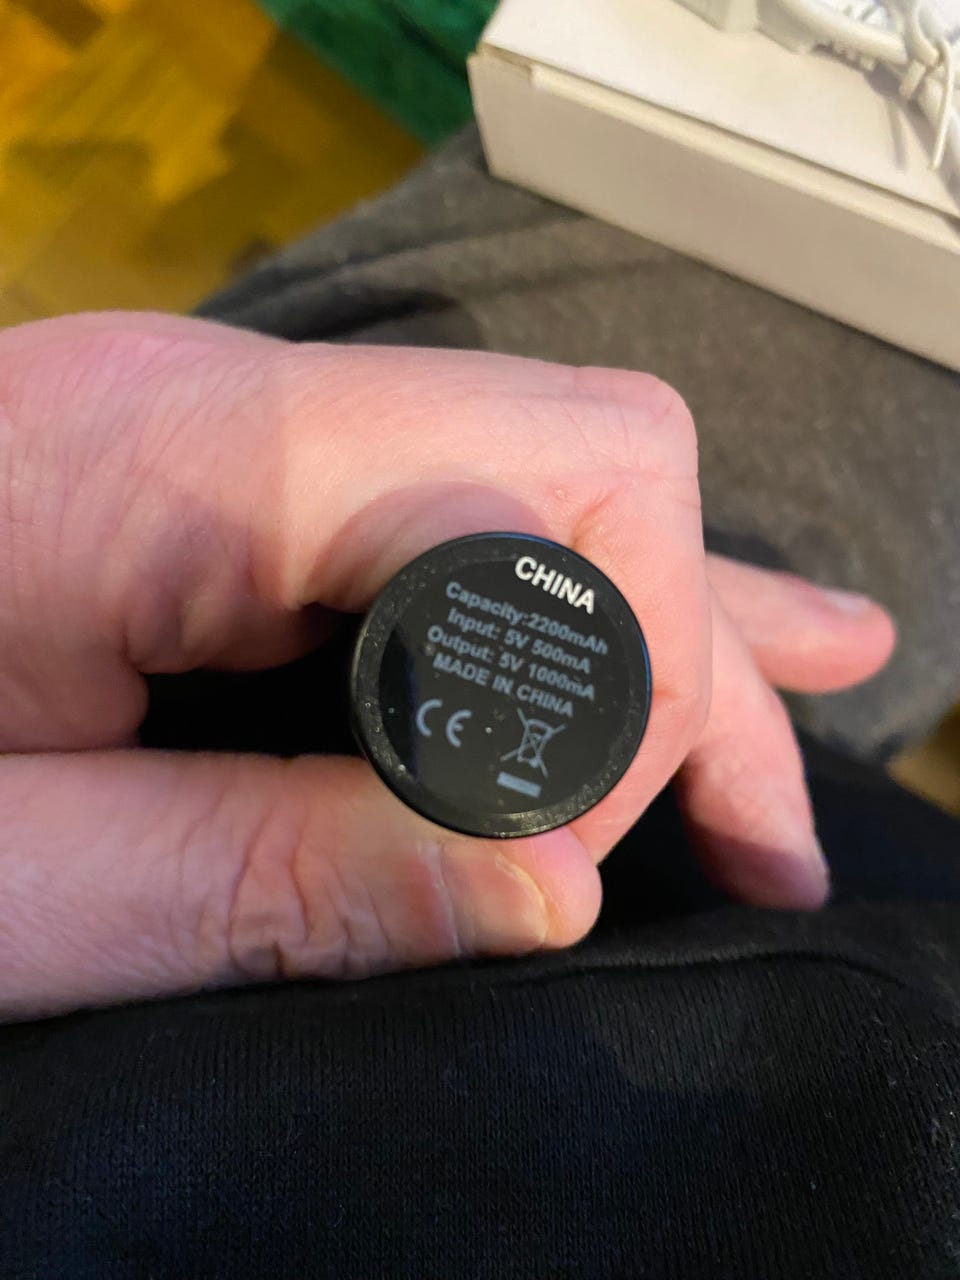 CHINA
Capacity:2200mAh
Input: 5V 500mA
Output: 5V 1000mA
MADE IN CHINA
CE